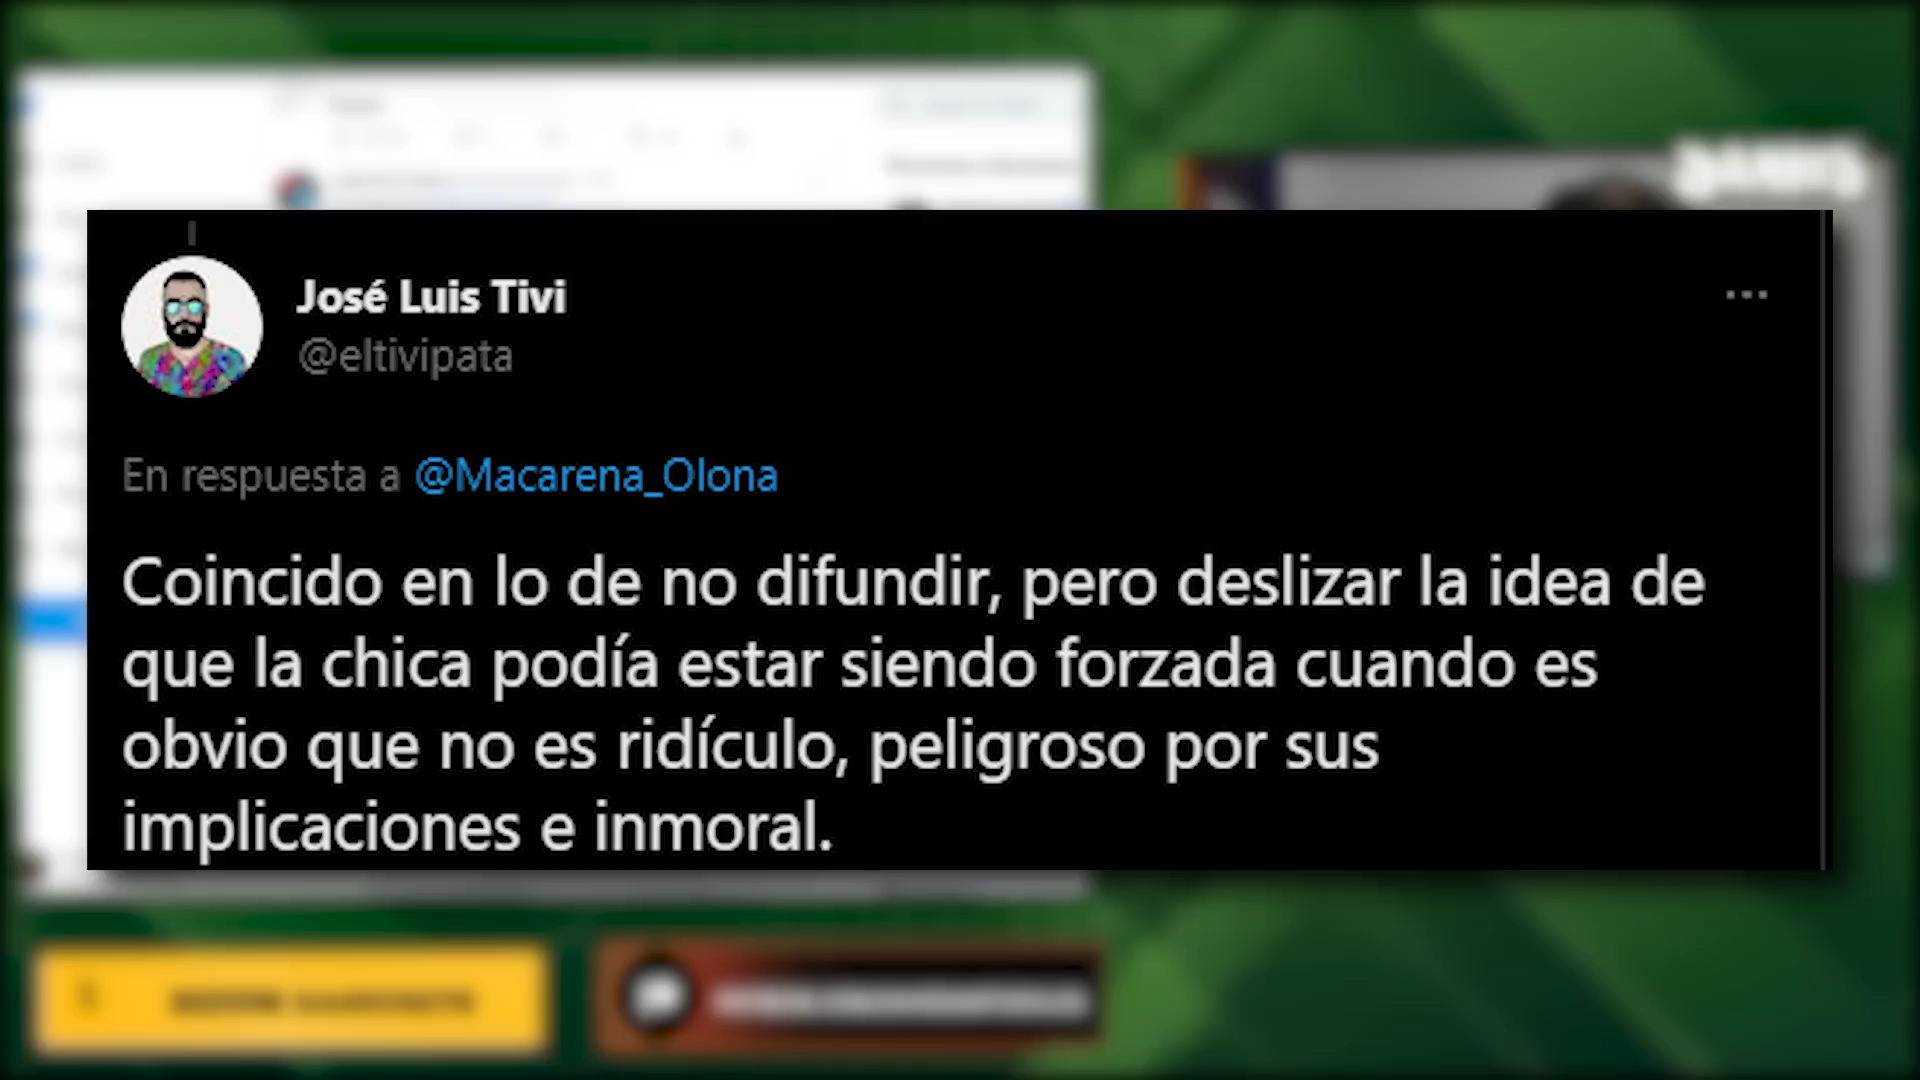 José Luis Tivi
@eltivipata
En respuesta a @Macarena_Olona
Coincido en lo de no difundir, pero deslizar la idea de
que la chica podía estar siendo forzada cuando es
obvio que no es ridículo, peligroso por sus
implicaciones e inmoral.